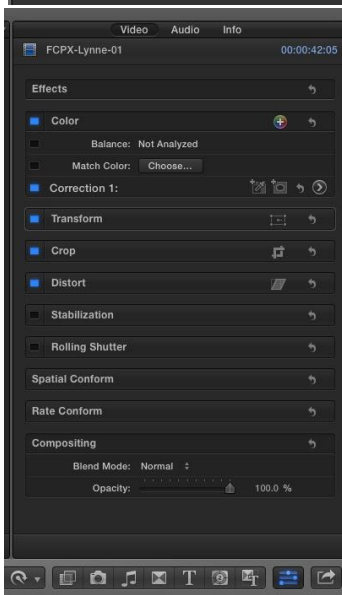 Video Audio Info
FCPX-Lynne-01 00:00:42:05
Effects
Color
Balance: Not Analyzed
Match Color: Choose...
Correction 1:
Transform
Crop
Distort
Stabilization
Rolling Shutter
Spatial Conform
Rate Conform
Compositing
Blend Mode: Normal
Opacity: 100.0 %